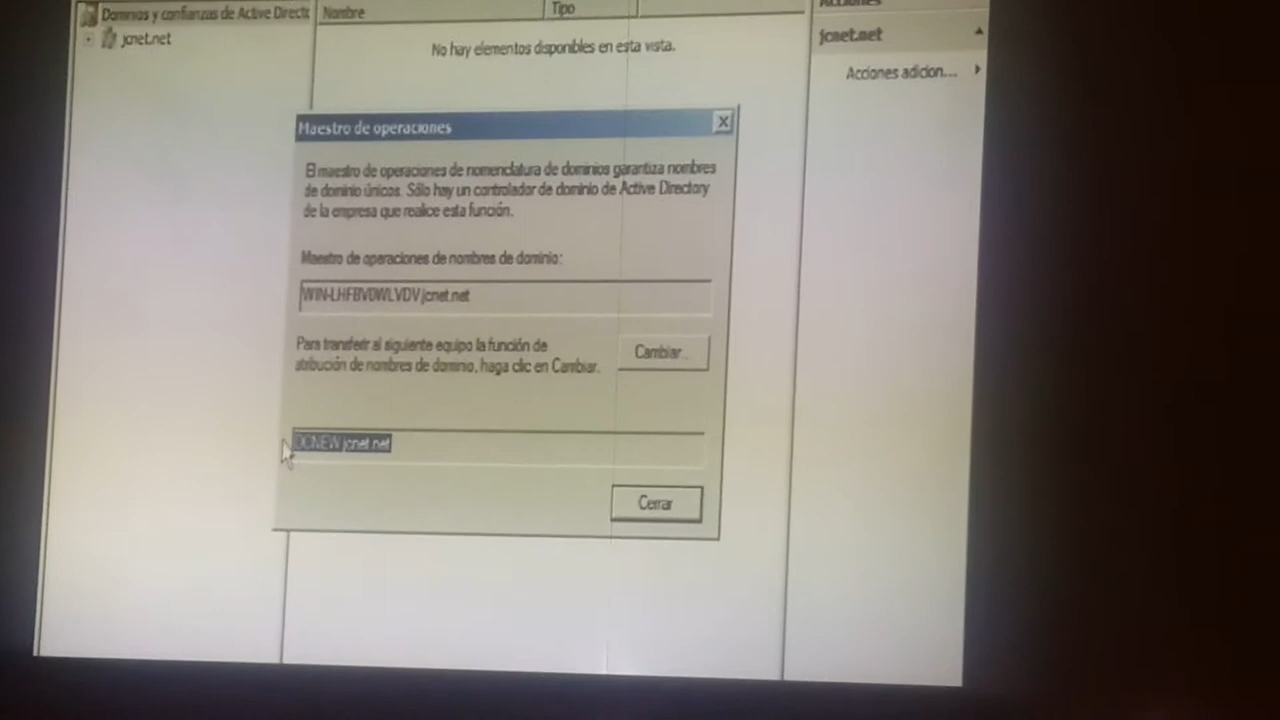 Dominios y confianzas de Active Directo
Nombre
Tipo
Acciones
jcnet.net
No hay elementos disponibles en esta vista.
jcnet.net
Acciones adicion...
Maestro de operaciones
El maestro de operaciones de nomenclatura de dominios garantiza nombres
de dominio únicos. Sólo hay un controlador de dominio de Active Directory
de la empresa que realice esta función.
Maestro de operaciones de nombres de dominio:
WIN-LHFBVDWLVDV.jcnet.net
Para transferir al siguiente equipo la función de
atribución de nombres de dominio, haga clic en Cambiar.
Cambiar...
DCNEW.jcnet.net
Cerrar